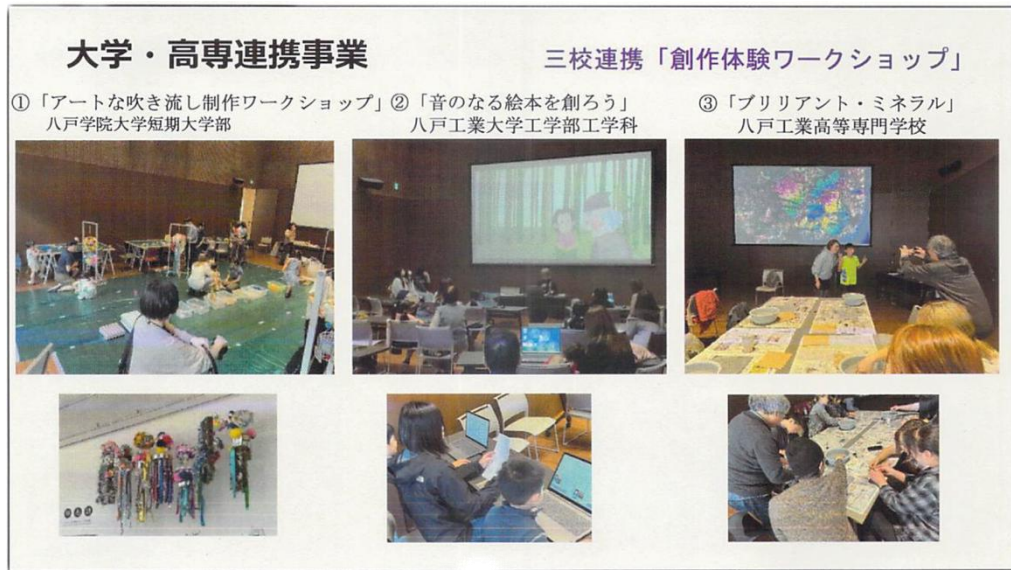 大学・高専連携事業
三校連携「創作体験ワークショップ」
①「アートな吹き流し制作ワークショップ」
八戸学院大学短期大学部
②「音のなる絵本を創ろう」
八戸工業大学工学部工学科
③「ブリリアント・ミネラル」
八戸工業高等専門学校